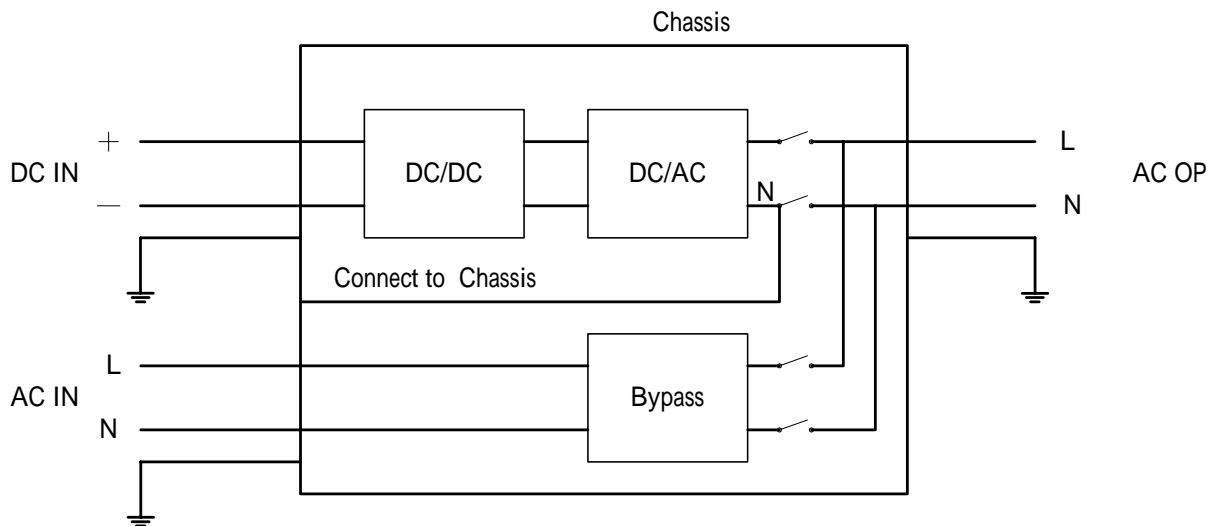 Chassis
+
DC IN
DC/DC
DC/AC
L
AC OP
—
N
N
Connect to Chassis
L
AC IN
Bypass
N